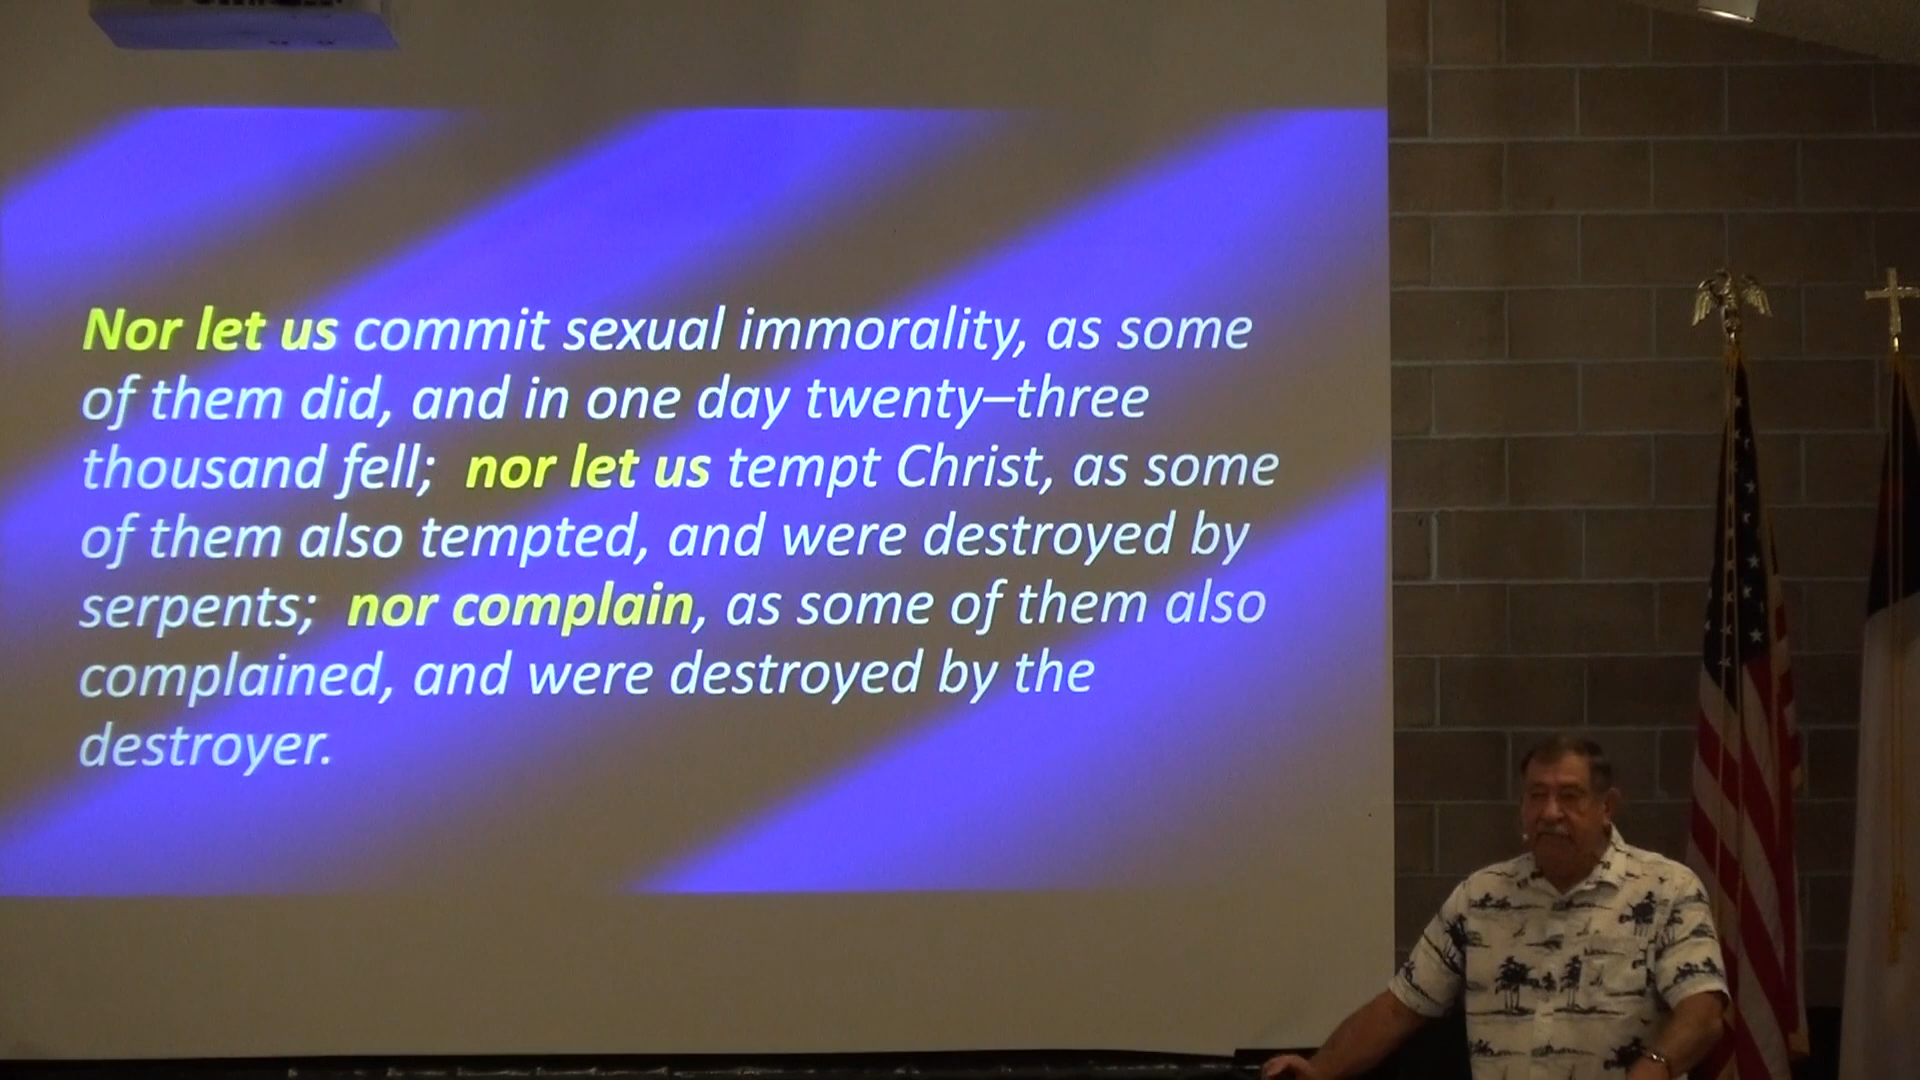 Nor let us commit sexual immorality, as some
of them did, and in one day twenty–three
thousand fell; nor let us tempt Christ, as some
of them also tempted, and were destroyed by
serpents; nor complain, as some of them also
complained, and were destroyed by the
destroyer.